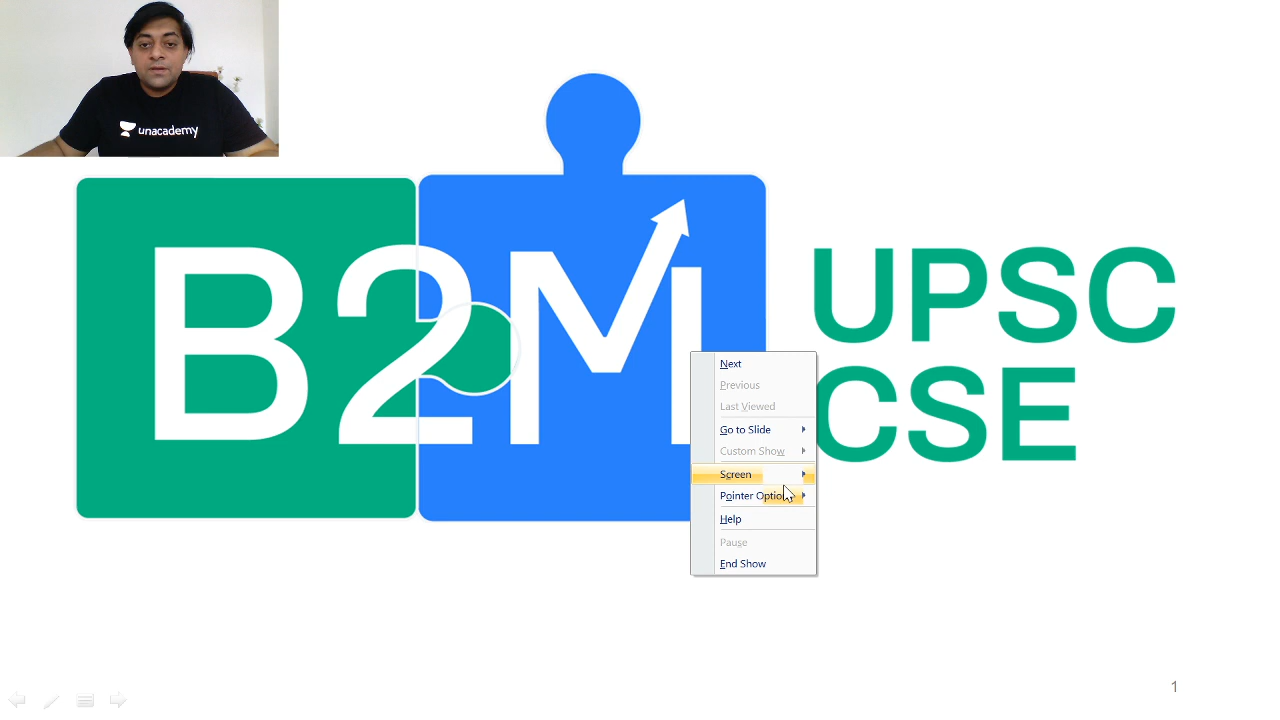 unacademy
B2M
UPSC
CSE
Next
Previous
Last Viewed
Go to Slide
Custom Show
Screen
Pointer Options
Help
Pause
End Show
1